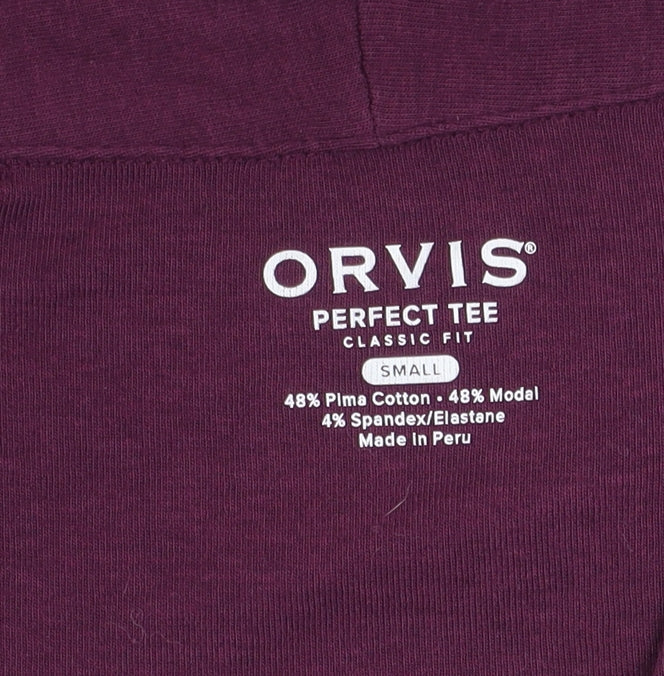 ORVIS®
PERFECT TEE
CLASSIC FIT
SMALL
48% Pima Cotton • 48% Modal
4% Spandex/Elastane
Made in Peru